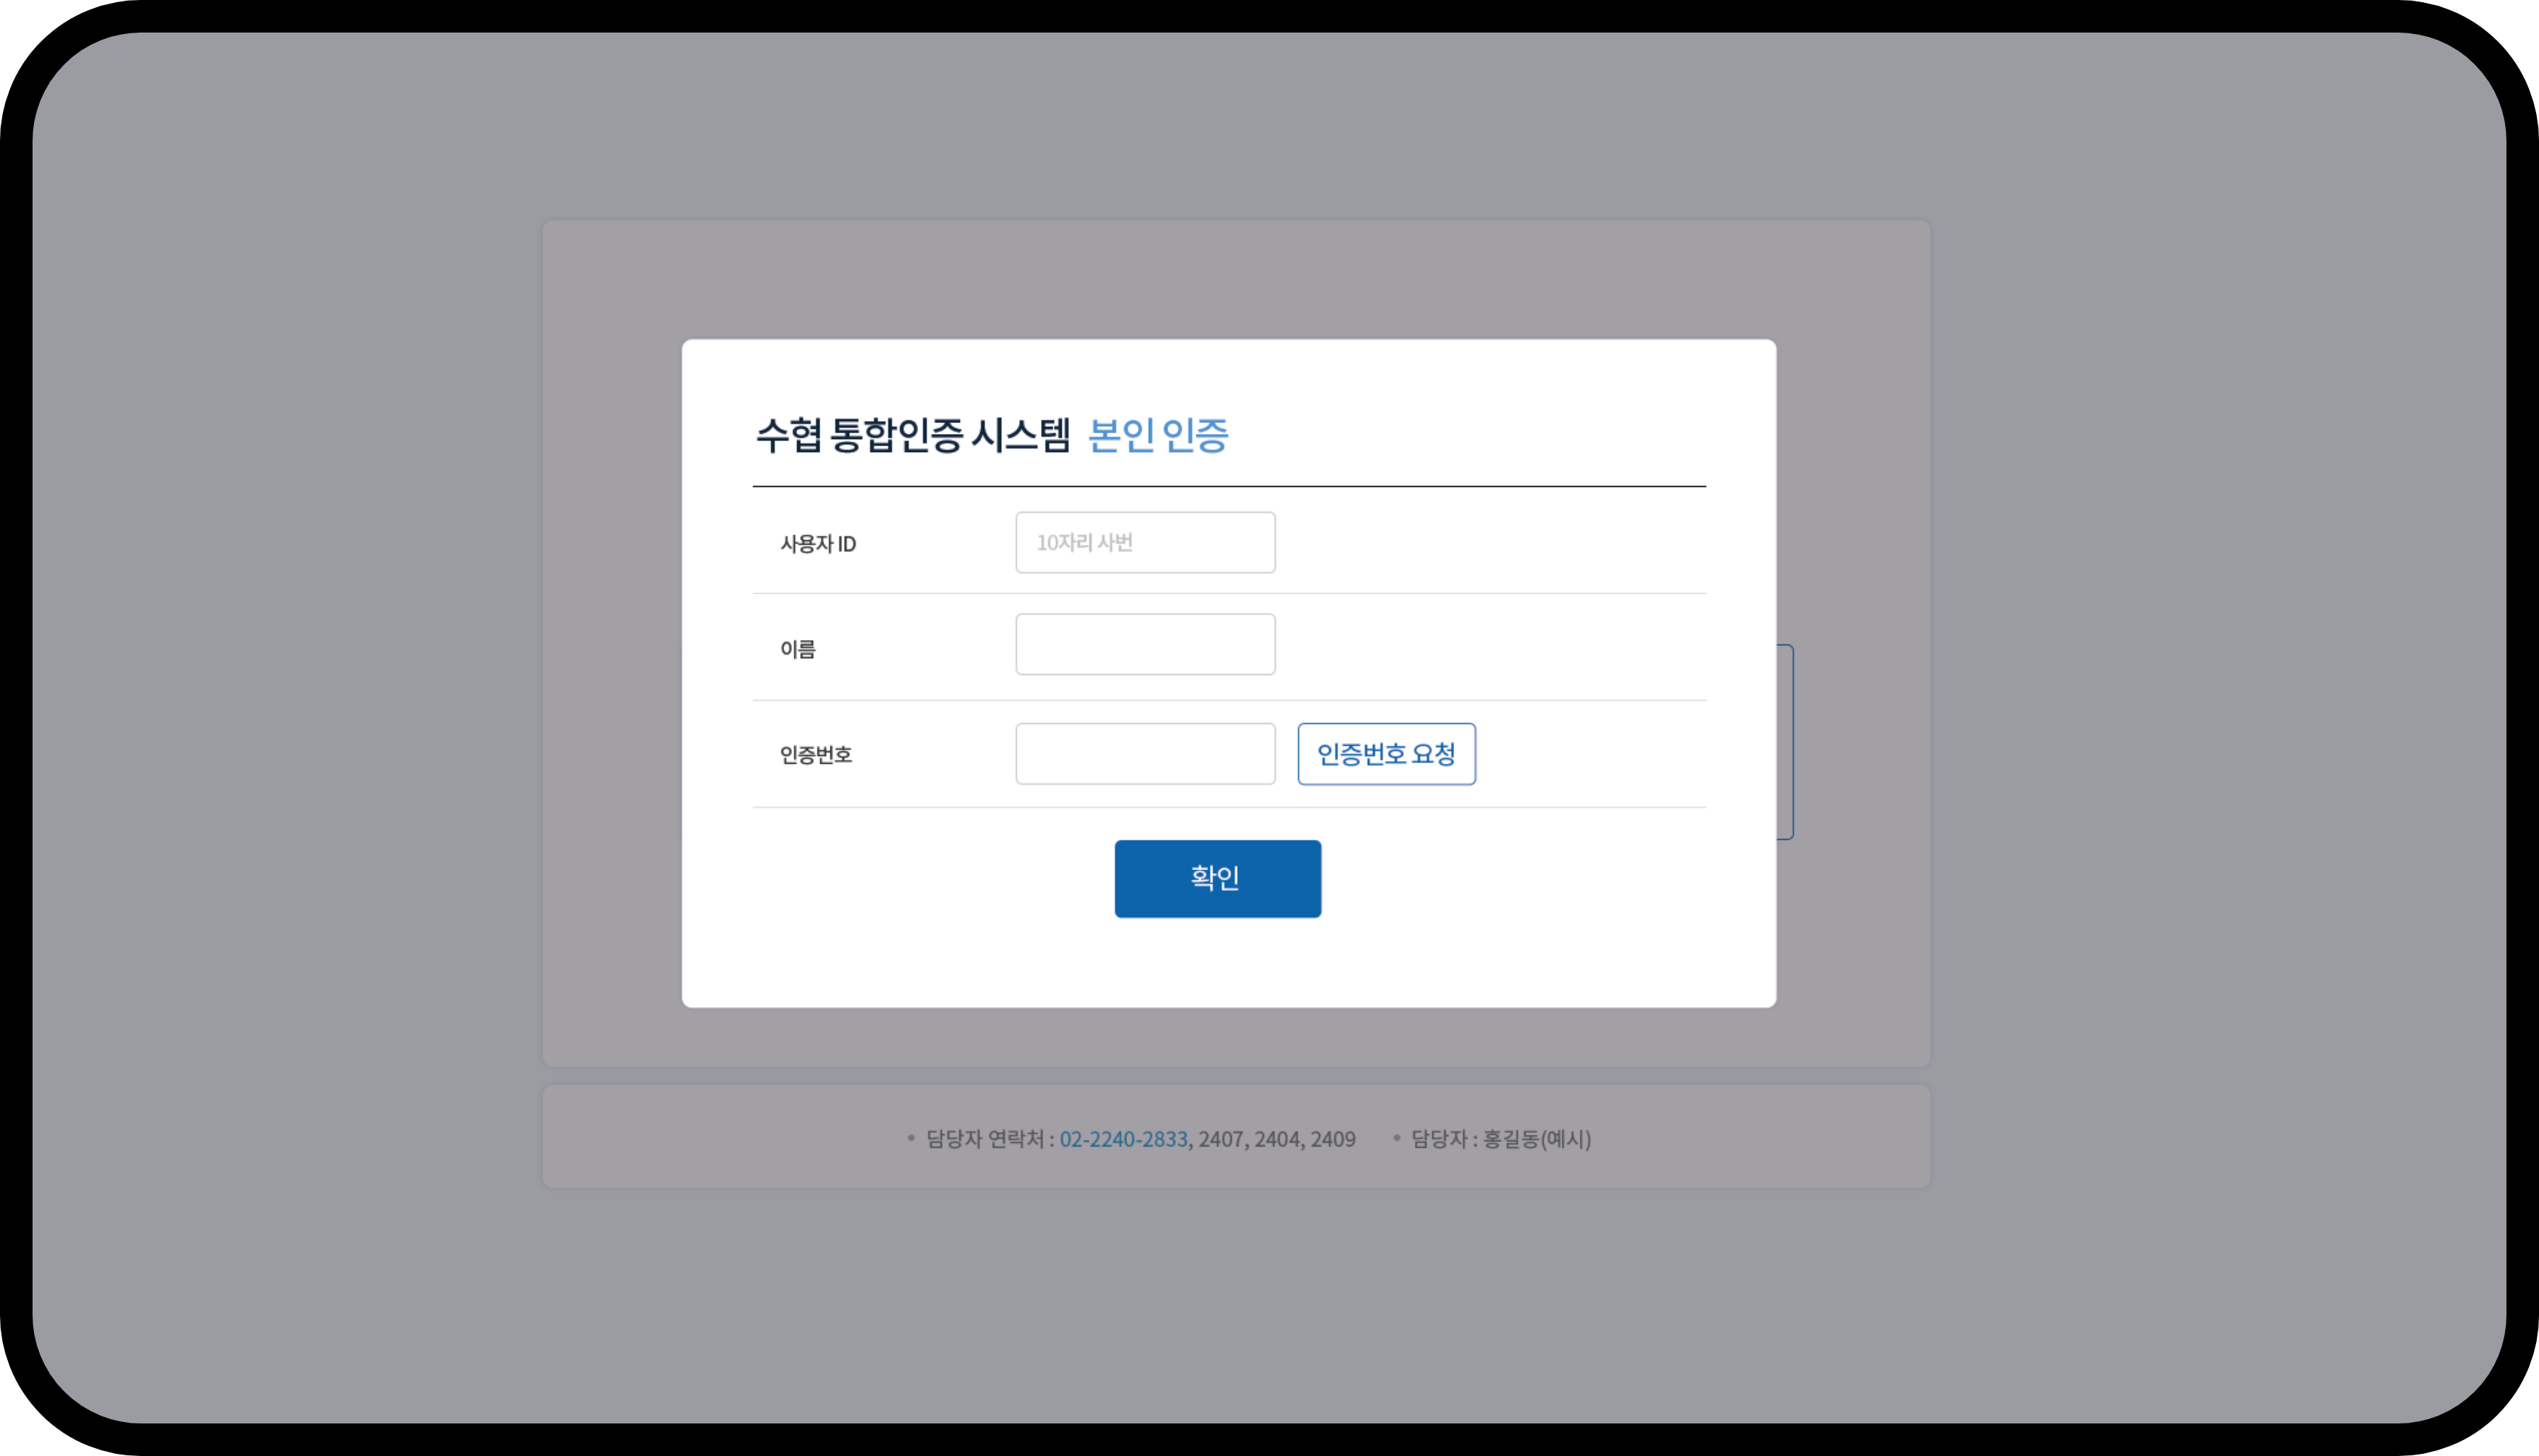 수협 통합인증 시스템 본인 인증
사용자 ID 10자리 사번
이름
인증번호 인증번호 요청
확인
• 담당자 연락처 : 02-2240-2833, 2407, 2404, 2409 • 담당자 : 홍길동(예시)